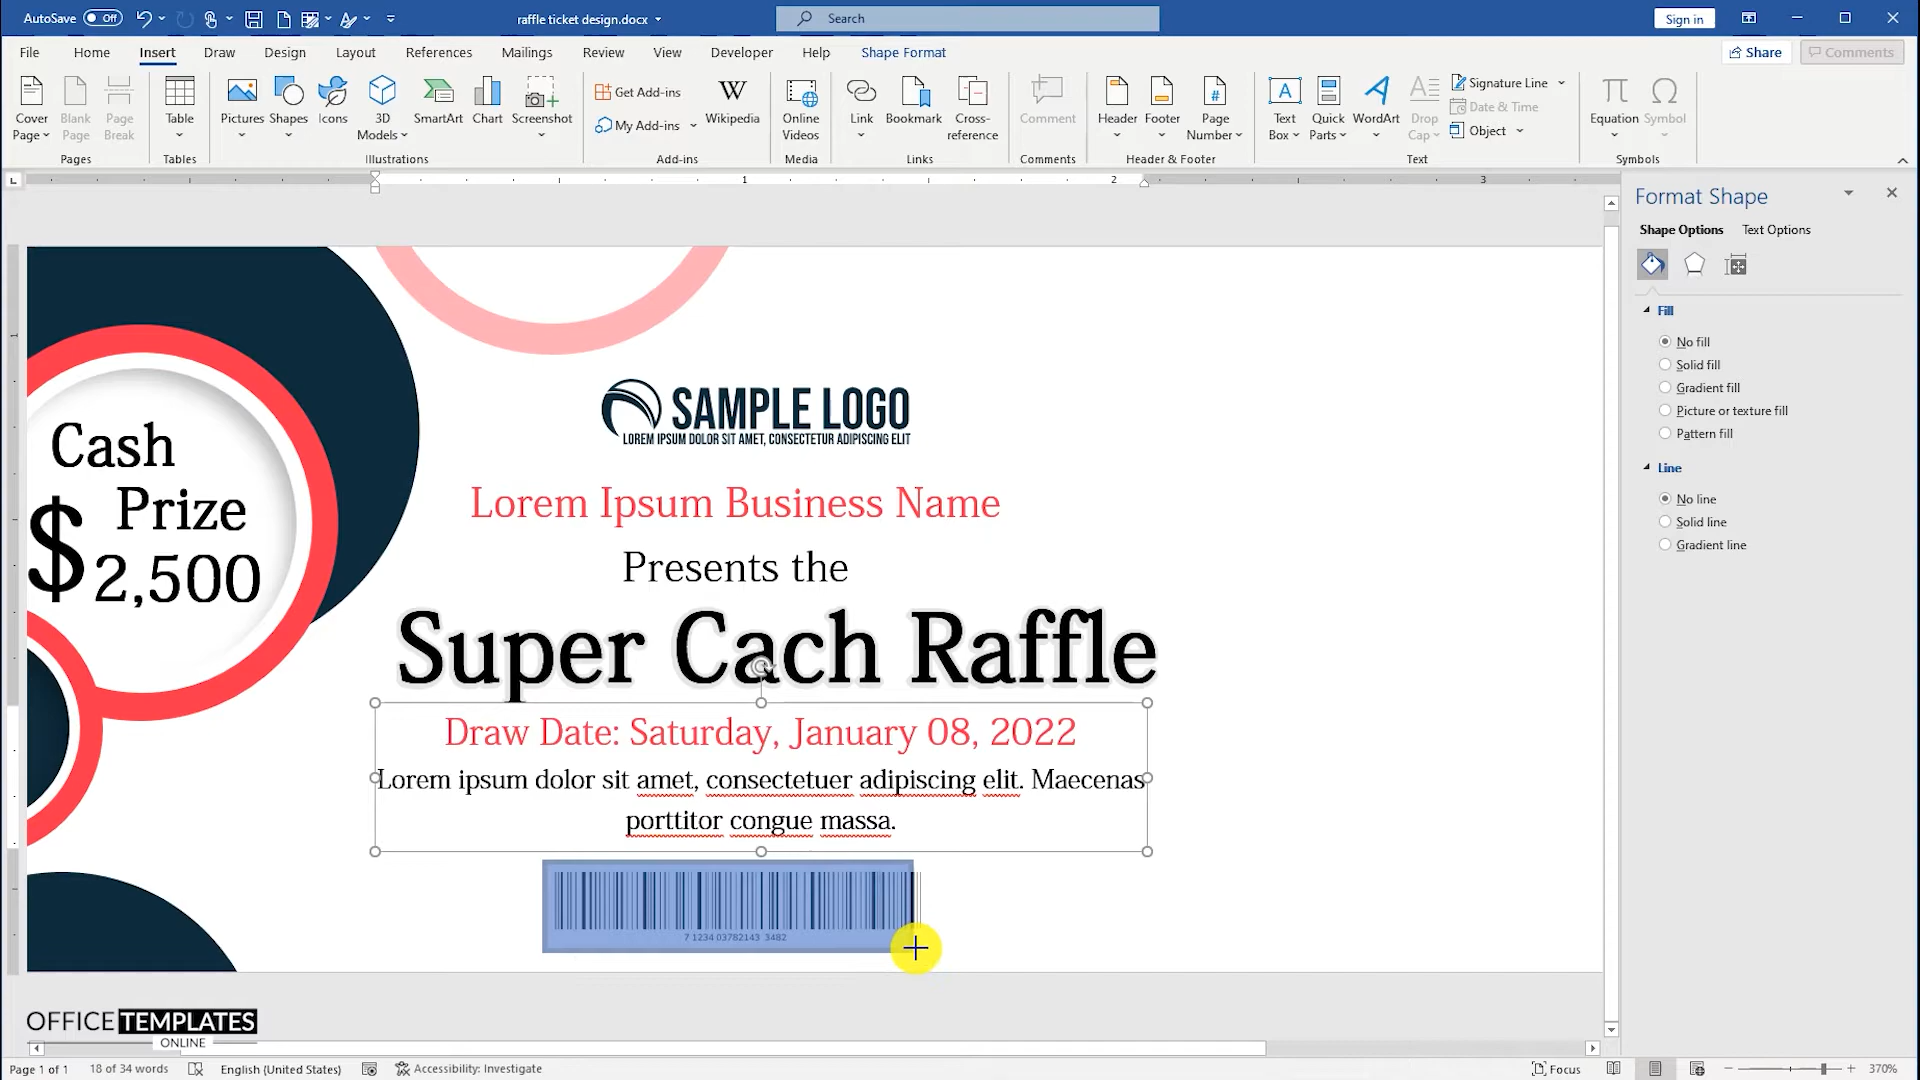 AutoSave Off
raffle ticket design.docx
Search
Sign in
File Home Insert Draw Design Layout References Mailings Review View Developer Help Shape Format
Share
Comments
Cover Page
Blank Page
Page Break
Table
Pictures
Shapes
Icons
3D Models
SmartArt
Chart
Screenshot
Get Add-ins
My Add-ins
Wikipedia
Online Videos
Link
Bookmark
Cross-reference
Comment
Header
Footer
Page Number
Text Box
Quick Parts
WordArt
Drop Cap
Signature Line
Date & Time
Object
Equation
Symbol
Pages Tables Illustrations Add-ins Media Links Comments Header & Footer Text Symbols
1 2 3
Format Shape
Shape Options Text Options
Fill
No fill
Solid fill
Gradient fill
Picture or texture fill
Pattern fill
Line
No line
Solid line
Gradient line
Cash
Prize
$ 2,500
SAMPLE LOGO
LOREM IPSUM DOLOR SIT AMET, CONSECTETUR ADIPISCING ELIT
Lorem Ipsum Business Name
Presents the
Super Cach Raffle
Draw Date: Saturday, January 08, 2022
Lorem ipsum dolor sit amet, consectetuer adipiscing elit. Maecenas
porttitor congue massa.
7 1234 03782143 3482
OFFICE TEMPLATES
ONLINE
Page 1 of 1 18 of 34 words English (United States) Accessibility: Investigate Focus 370%